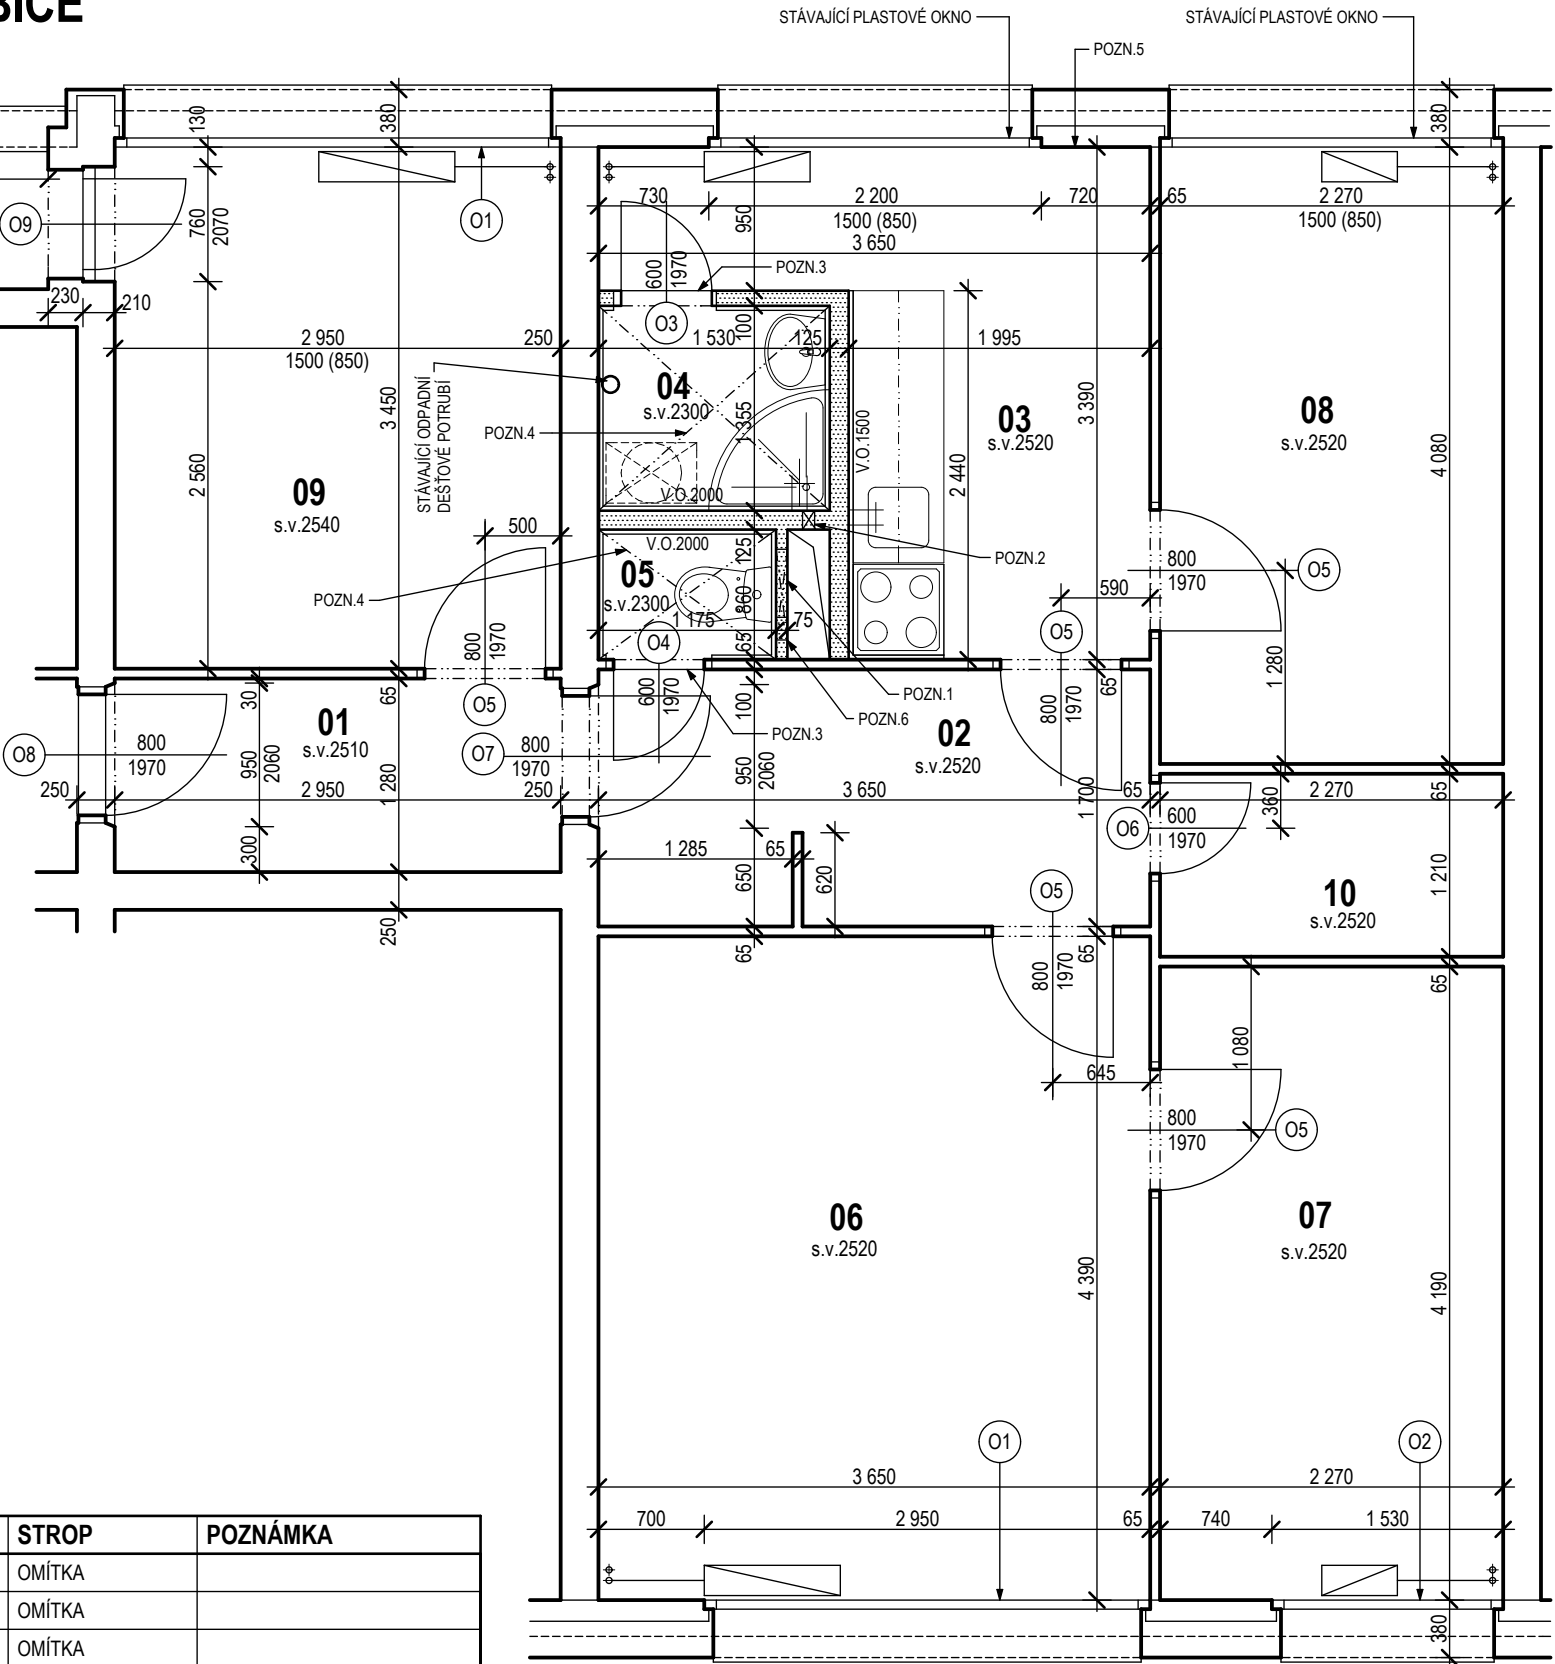 BICE
STÁVAJÍCÍ PLASTOVÉ OKNO
STÁVAJÍCÍ PLASTOVÉ OKNO
POZN.5
130
380
380
O9
760
2070
O1
730
950
2 200
1500 (850)
720
65
2 270
1500 (850)
3 650
600
1970
POZN.3
230
210
O3
2 950
1500 (850)
250
1 530
100
125
1 995
STÁVAJÍCÍ ODPADNÍ
DEŠŤOVÉ POTRUBÍ
3 450
04
s.v.2300
1 355
POZN.4
V.O.1500
03
s.v.2520
3 390
08
s.v.2520
4 080
2 560
09
s.v.2540
V.O.2000
2 440
500
V.O.2000
125
POZN.2
05
s.v.2300
POZN.4
860
1 175
75
65
800
1970
O5
590
O5
O4
800
1970
O5
600
1970
POZN.1
POZN.6
POZN.3
100
65
1 280
800
1970
30
65
01
s.v.2510
02
s.v.2520
O8
800
1970
O7
800
1970
950
2060
1 280
950
2060
250
2 950
250
3 650
1 700
65
360
2 270
65
O6
600
1970
300
1 285
65
650
620
1 210
O5
10
s.v.2520
250
65
800
1970
65
65
1 080
645
800
1970
O5
06
s.v.2520
07
s.v.2520
4 390
4 190
O1
O2
3 650
2 270
700
2 950
65
740
1 530
380
STROP
POZNÁMKA
OMÍTKA
OMÍTKA
OMÍTKA